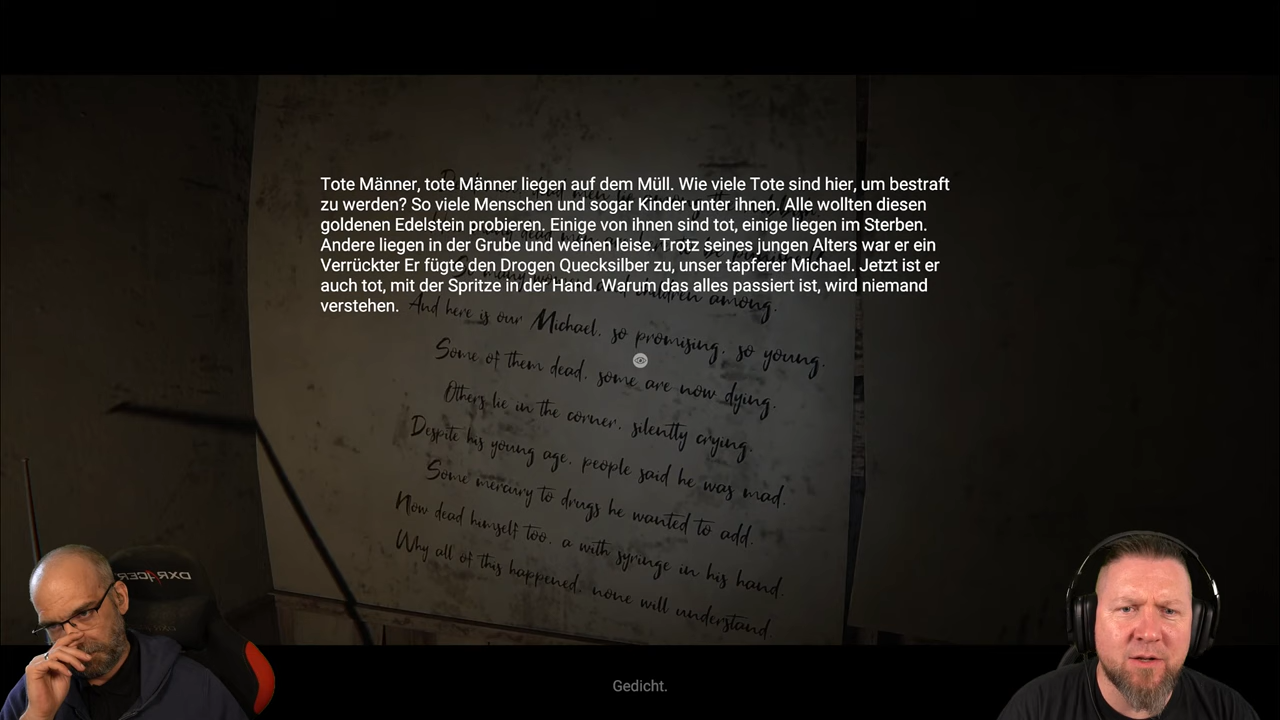 Tote Männer, tote Männer liegen auf dem Müll. Wie viele Tote sind hier, um bestraft
zu werden? So viele Menschen und sogar Kinder unter ihnen. Alle wollten diesen
goldenen Edelstein probieren. Einige von ihnen sind tot, einige liegen im Sterben.
Andere liegen in der Grube und weinen leise. Trotz seines jungen Alters war er ein
Verrückter Er fügte den Drogen Quecksilber zu, unser tapferer Michael. Jetzt ist er
auch tot, mit der Spritze in der Hand. Warum das alles passiert ist, wird niemand
verstehen.
children among.
And here is our Michael, so promising, so young.
Some of them dead, some are now dying.
Others lie in the corner, silently crying.
Despite his young age, people said he was mad.
Some mercury to drugs he wanted to add.
Now dead himself too, a with syringe in his hand.
Why all of this happened, none will understand.
DXRACER
Gedicht.